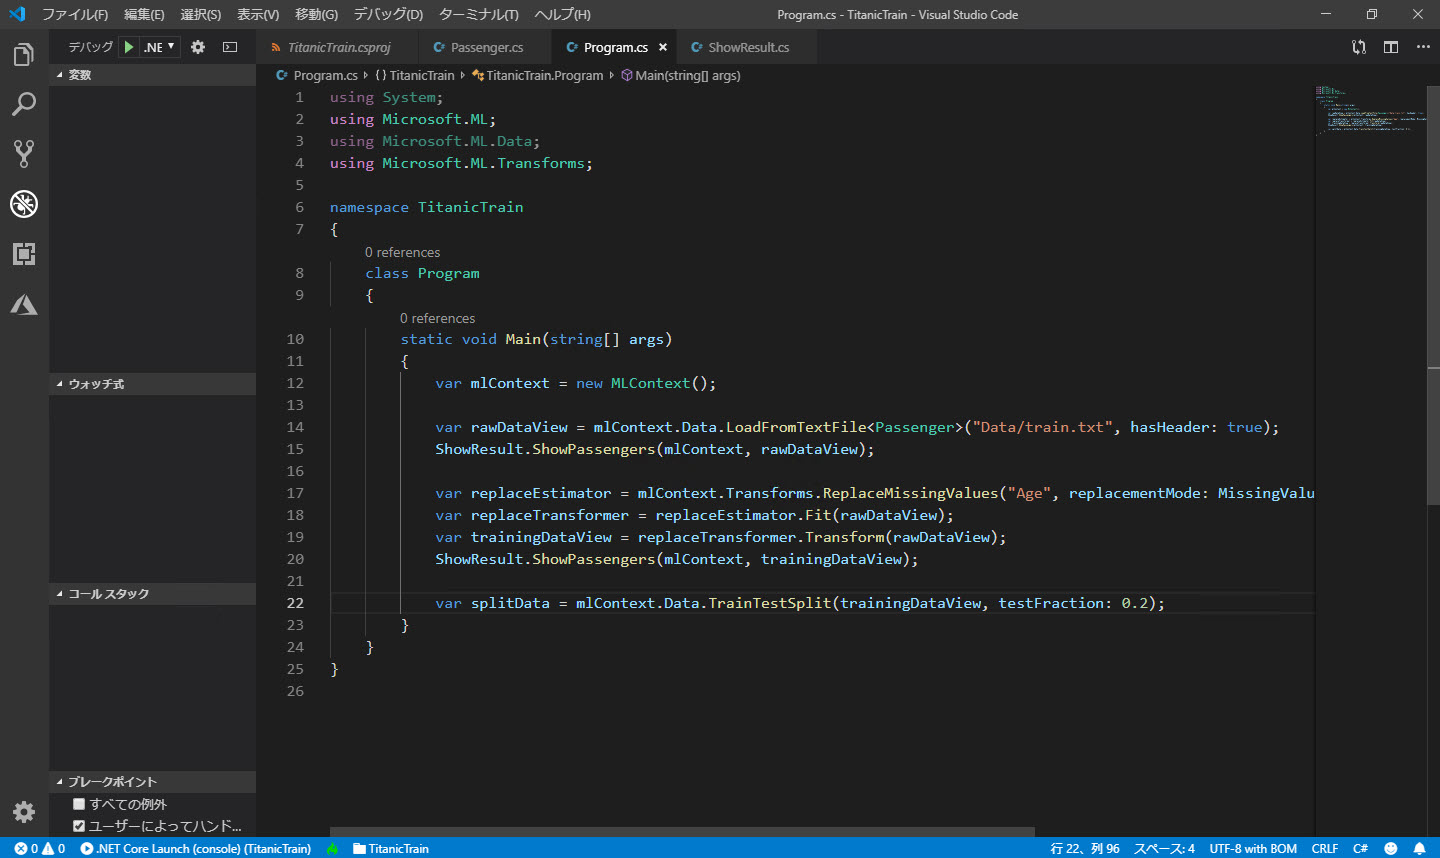 ファイル(F) 編集(E) 選択(S) 表示(V) 移動(G) デバッグ(D) ターミナル(T) ヘルプ(H) Program.cs - TitanicTrain - Visual Studio Code
デバッグ .NE TitanicTrain.csproj Passenger.cs Program.cs ShowResult.cs
変数
ウォッチ式
コール スタック
ブレークポイント
すべての例外
ユーザーによってハンド...
Program.cs {} TitanicTrain TitanicTrain.Program Main(string[] args)
1 using System;
2 using Microsoft.ML;
3 using Microsoft.ML.Data;
4 using Microsoft.ML.Transforms;
5
6 namespace TitanicTrain
7 {
0 references
8 class Program
9 {
0 references
10 static void Main(string[] args)
11 {
12 var mlContext = new MLContext();
13
14 var rawDataView = mlContext.Data.LoadFromTextFile<Passenger>("Data/train.txt", hasHeader: true);
15 ShowResult.ShowPassengers(mlContext, rawDataView);
16
17 var replaceEstimator = mlContext.Transforms.ReplaceMissingValues("Age", replacementMode: MissingValu
18 var replaceTransformer = replaceEstimator.Fit(rawDataView);
19 var trainingDataView = replaceTransformer.Transform(rawDataView);
20 ShowResult.ShowPassengers(mlContext, trainingDataView);
21
22 var splitData = mlContext.Data.TrainTestSplit(trainingDataView, testFraction: 0.2);
23 }
24 }
25 }
26
0 0 .NET Core Launch (console) (TitanicTrain) TitanicTrain 行 22、列 96 スペース: 4 UTF-8 with BOM CRLF C#